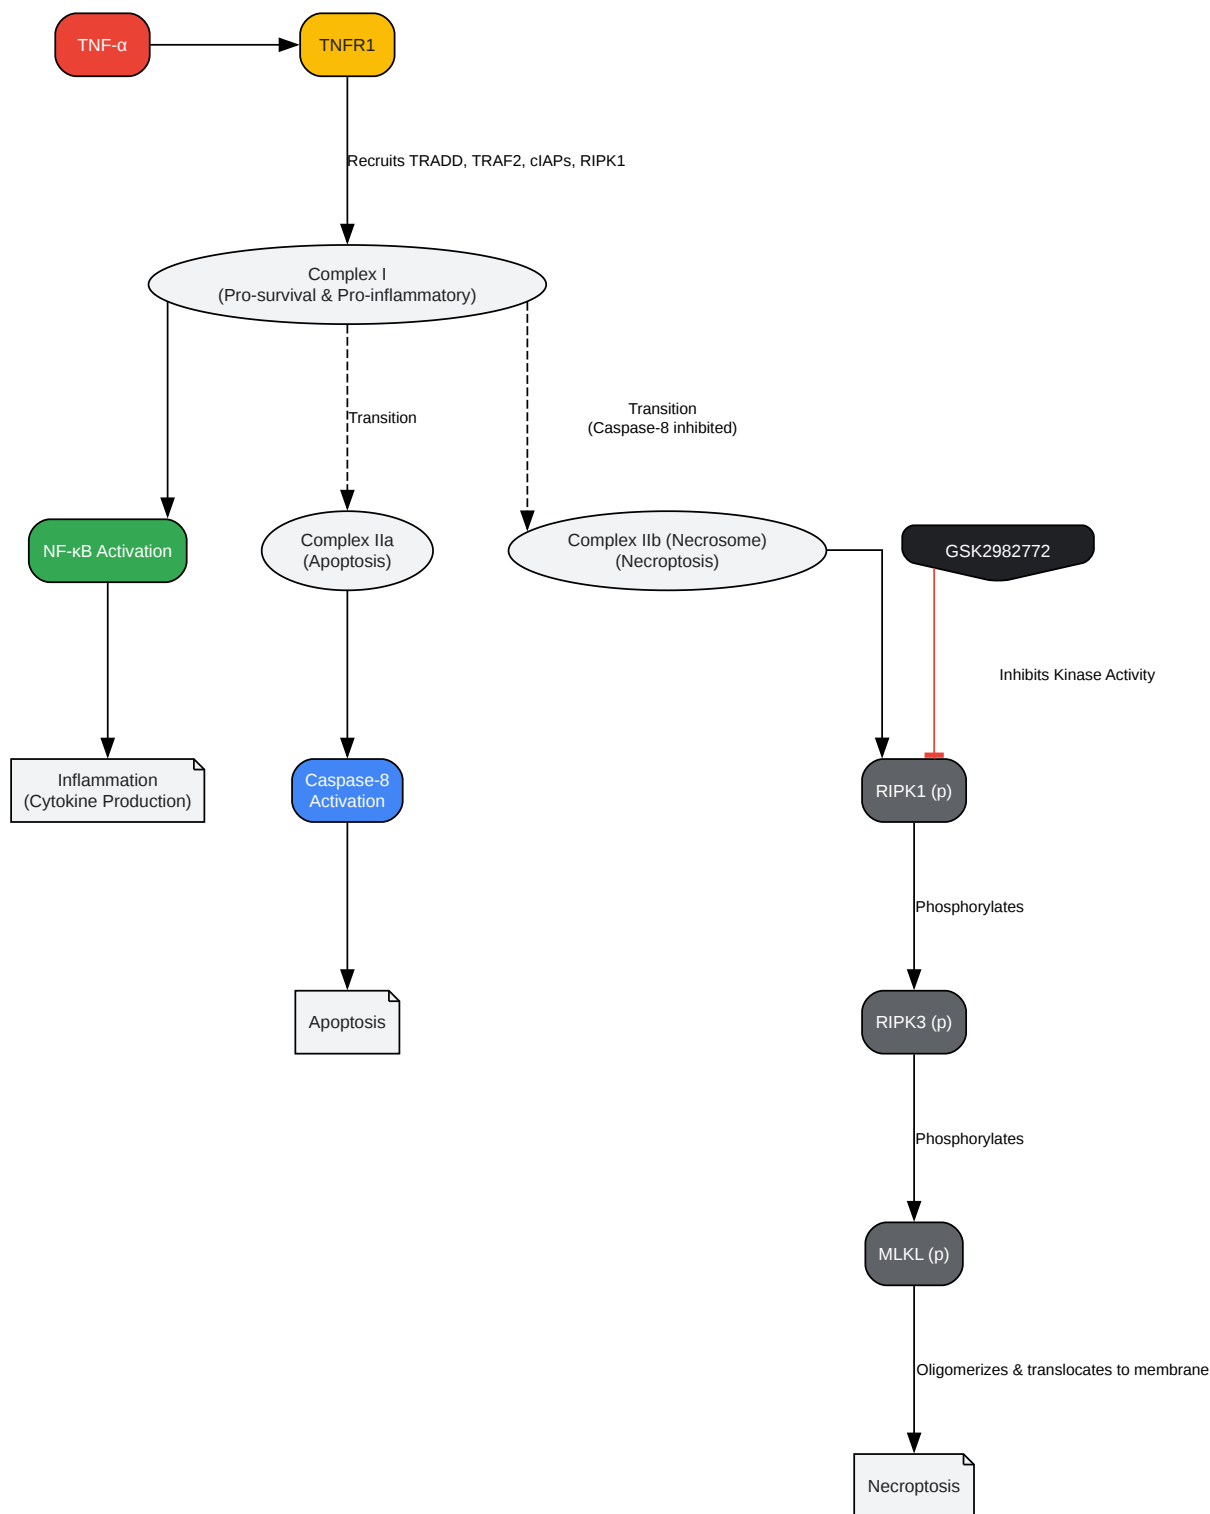 TNF-α
TNFR1
Recruits TRADD, TRAF2, cIAPs, RIPK1
Complex I
(Pro-survival & Pro-inflammatory)
Transition
Transition
(Caspase-8 inhibited)
NF-κB Activation
Complex IIa
(Apoptosis)
Complex IIb (Necrosome)
(Necroptosis)
GSK2982772
Inhibits Kinase Activity
Inflammation
(Cytokine Production)
Caspase-8
Activation
RIPK1 (p)
Phosphorylates
Apoptosis
RIPK3 (p)
Phosphorylates
MLKL (p)
Oligomerizes & translocates to membrane
Necroptosis